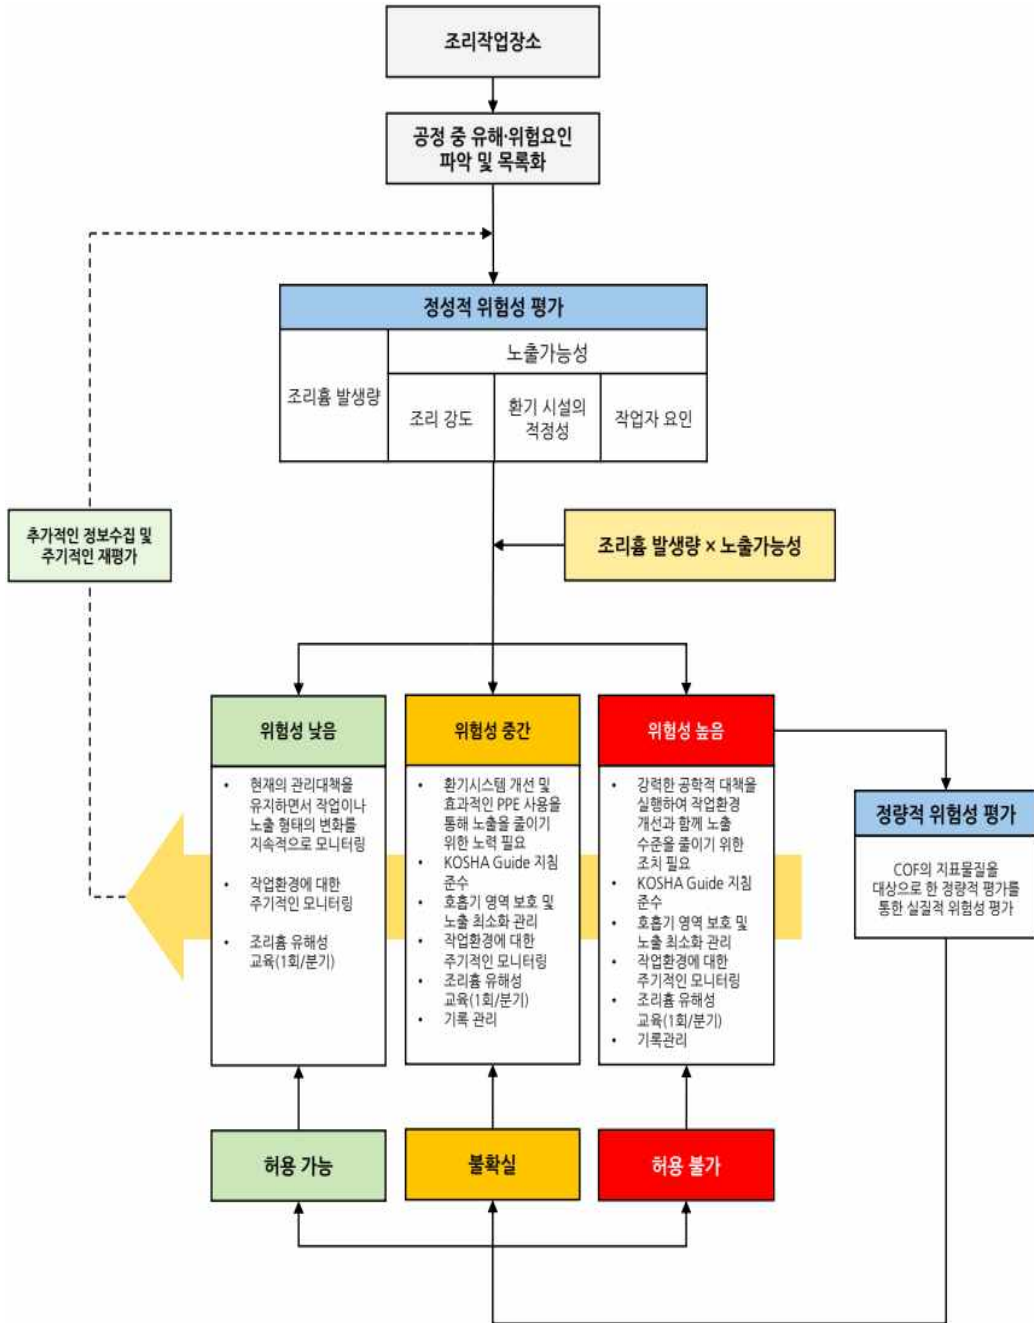 조리작업장소
공정 중 유해·위험요인
파악 및 목록화
정성적 위험성 평가
조리흄 발생량
노출가능성
조리 강도
환기 시설의
적정성
작업자 요인
추가적인 정보수집 및
주기적인 재평가
조리흄 발생량 × 노출가능성
위험성 낮음
• 현재의 관리대책을
유지하면서 작업이나
노출 형태의 변화를
지속적으로 모니터링
• 작업환경에 대한
주기적인 모니터링
• 조리흄 유해성
교육(1회/분기)
위험성 중간
• 환기시스템 개선 및
효과적인 PPE 사용을
통해 노출을 줄이기
위한 노력 필요
• KOSHA Guide 지침
준수
• 호흡기 영역 보호 및
노출 최소화 관리
• 작업환경에 대한
주기적인 모니터링
• 조리흄 유해성
교육(1회/분기)
• 기록 관리
위험성 높음
• 강력한 공학적 대책을
실행하여 작업환경
개선과 함께 노출
수준을 줄이기 위한
조치 필요
• KOSHA Guide 지침
준수
• 호흡기 영역 보호 및
노출 최소화 관리
• 작업환경에 대한
주기적인 모니터링
• 조리흄 유해성
교육(1회/분기)
• 기록관리
정량적 위험성 평가
COF의 지표물질을
대상으로 한 정량적 평가를
통한 실질적 위험성 평가
허용 가능
불확실
허용 불가